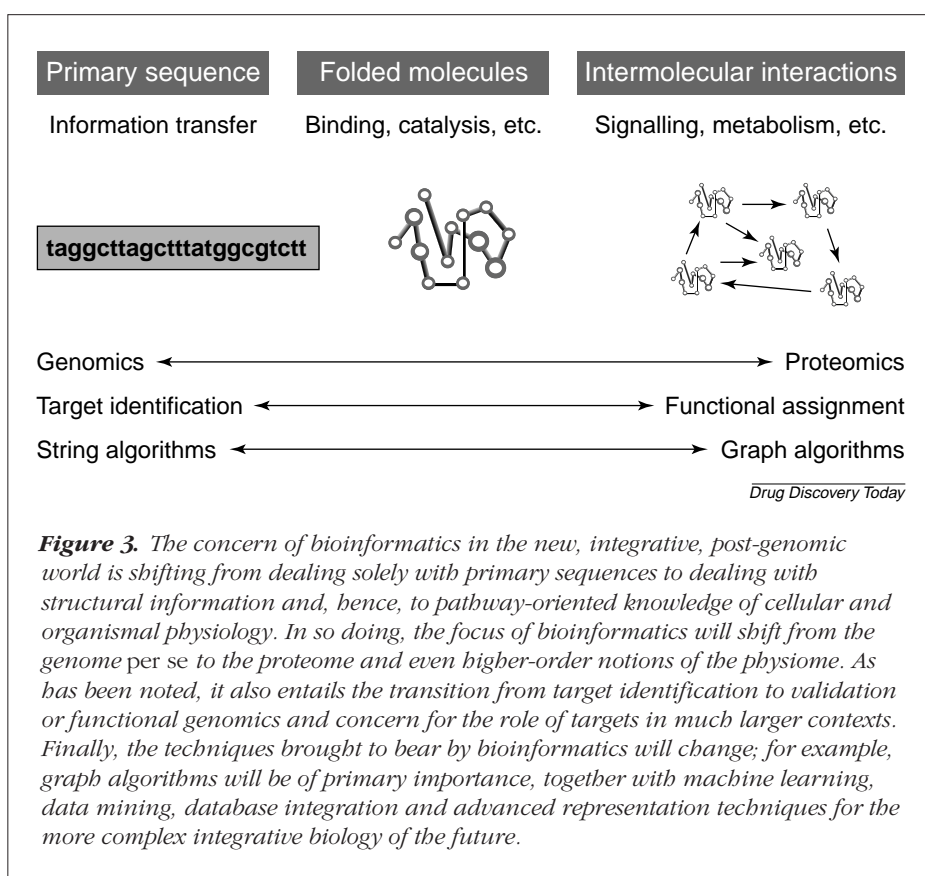 Primary sequence
Folded molecules
Intermolecular interactions
Information transfer
Binding, catalysis, etc.
Signalling, metabolism, etc.
taggcttagctttatggcgtctt
Genomics
Proteomics
Target identification
Functional assignment
String algorithms
Graph algorithms
Drug Discovery Today
Figure 3. The concern of bioinformatics in the new, integrative, post-genomic
world is shifting from dealing solely with primary sequences to dealing with
structural information and, hence, to pathway-oriented knowledge of cellular and
organismal physiology. In so doing, the focus of bioinformatics will shift from the
genome per se to the proteome and even higher-order notions of the physiome. As
has been noted, it also entails the transition from target identification to validation
or functional genomics and concern for the role of targets in much larger contexts.
Finally, the techniques brought to bear by bioinformatics will change; for example,
graph algorithms will be of primary importance, together with machine learning,
data mining, database integration and advanced representation techniques for the
more complex integrative biology of the future.